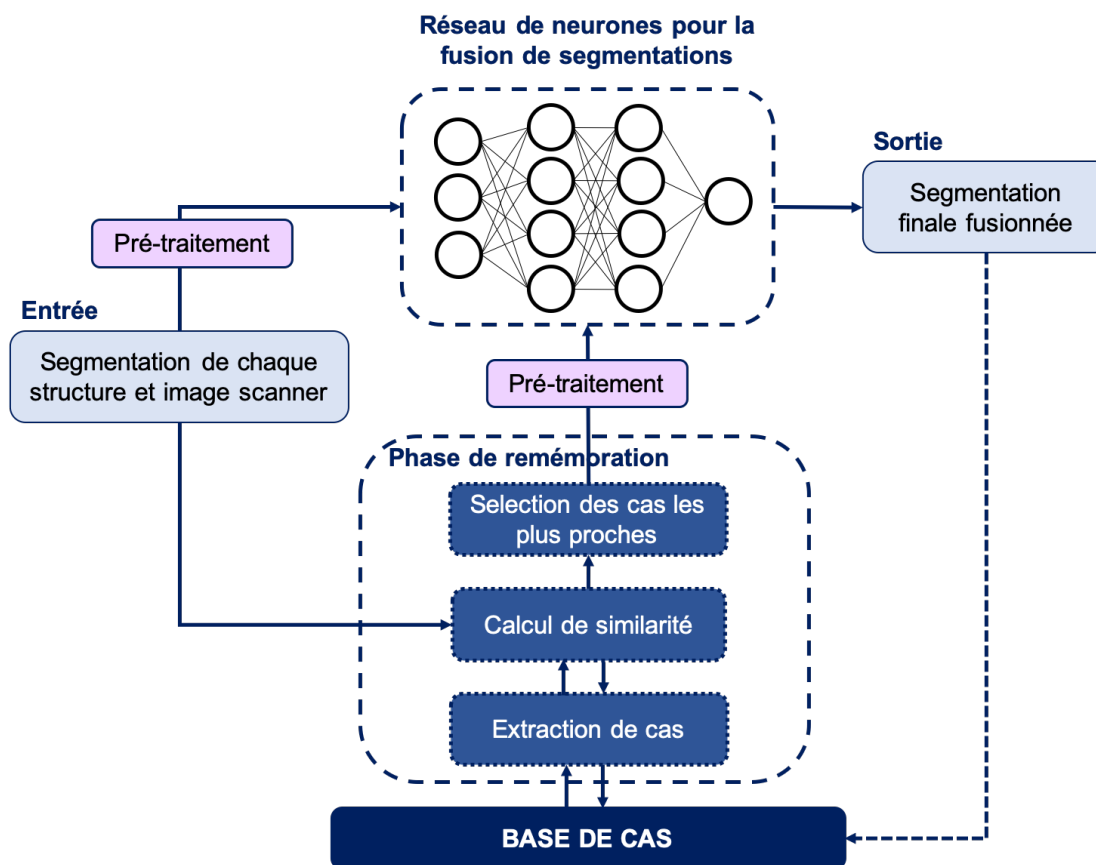 Réseau de neurones pour la
fusion de segmentations
Sortie
Segmentation
finale fusionnée
Pré-traitement
Entrée
Segmentation de chaque
structure et image scanner
Pré-traitement
Phase de remémoration
Selection des cas les
plus proches
Calcul de similarité
Extraction de cas
BASE DE CAS